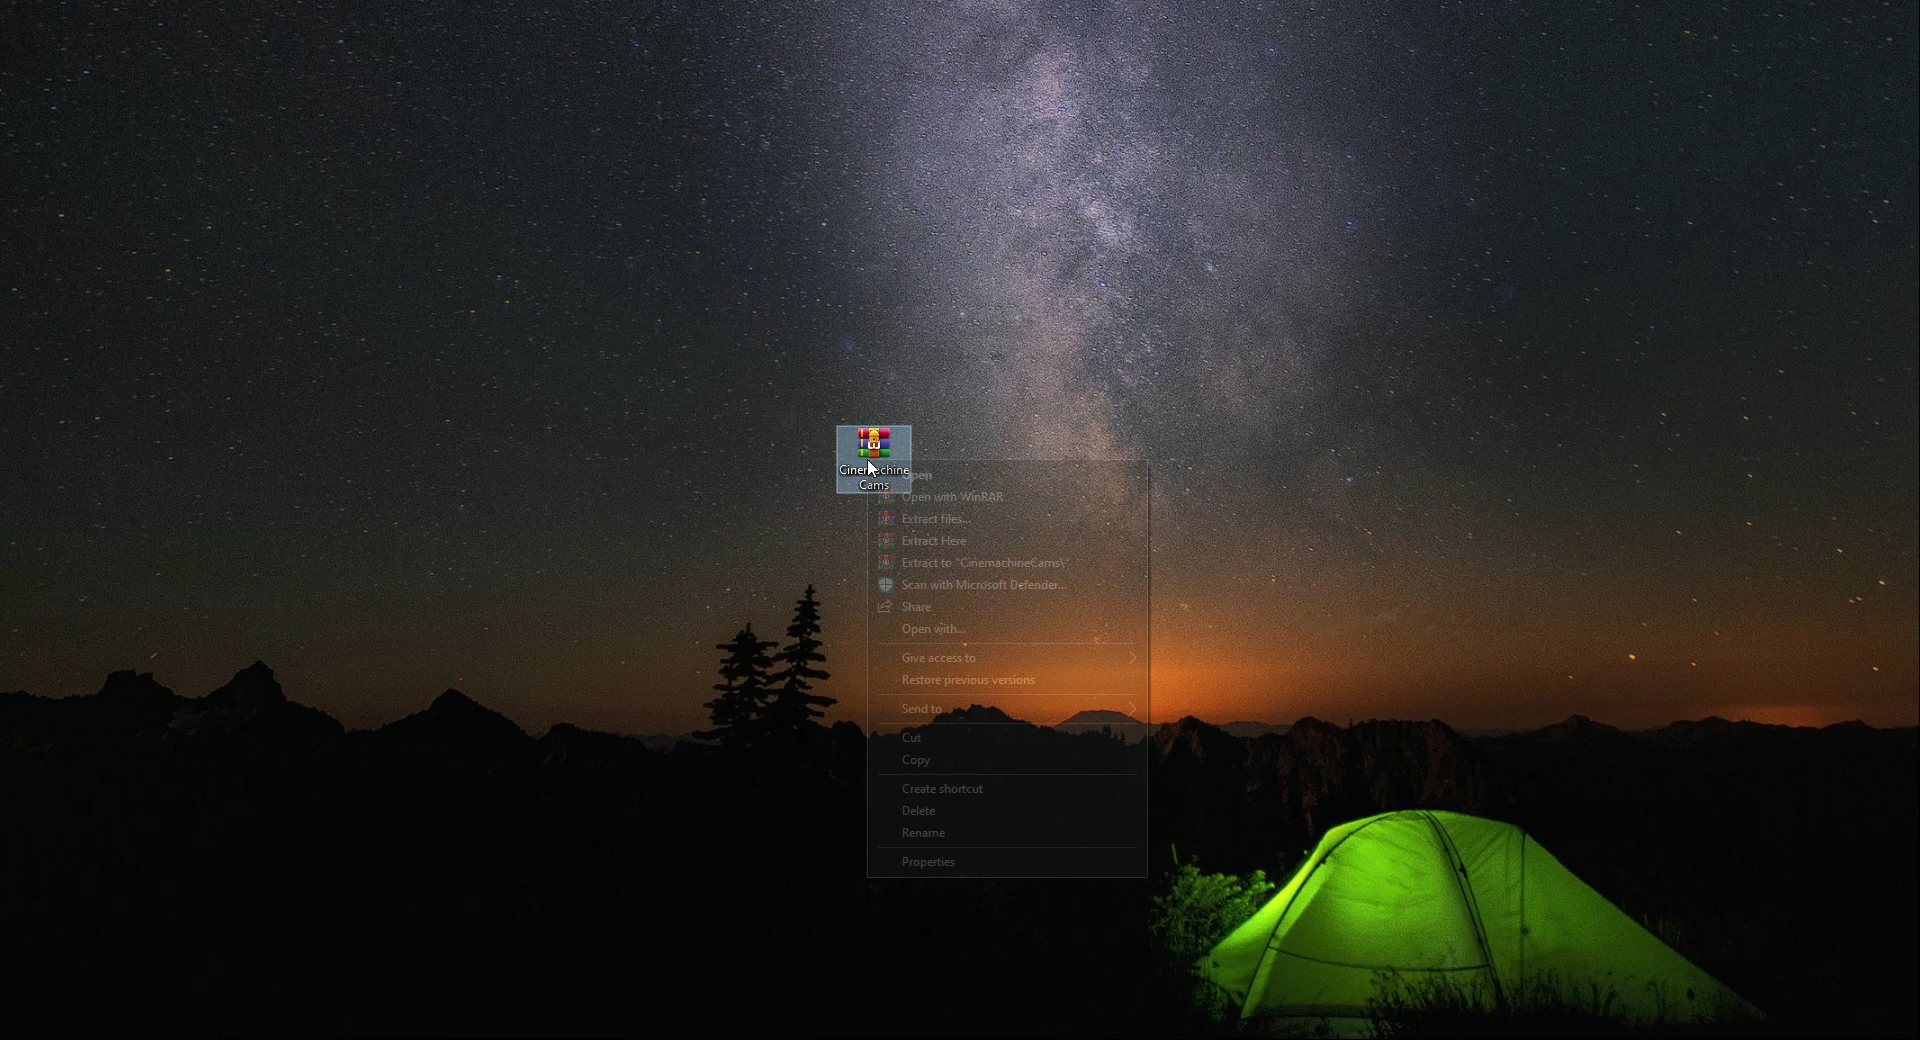 Cinemachine
Cams
Open
Open with WinRAR
Extract files...
Extract Here
Extract to "CinemachineCams\"
Scan with Microsoft Defender...
Share
Open with...
Give access to
Restore previous versions
Send to
Cut
Copy
Create shortcut
Delete
Rename
Properties